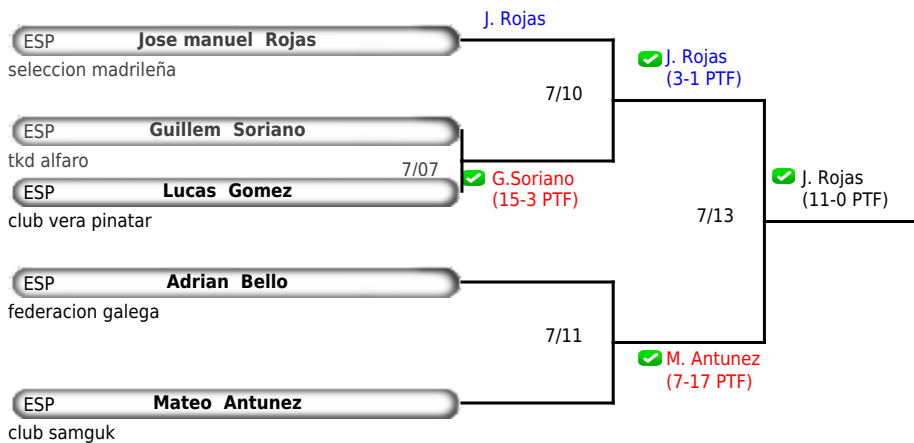 J. Rojas
ESP Jose manuel Rojas
seleccion madrileña
J. Rojas
(3-1 PTF)
7/10
ESP Guillem Soriano
tkd alfaro
7/07
G.Soriano
(15-3 PTF)
ESP Lucas Gomez
club vera pinatar
J. Rojas
(11-0 PTF)
7/13
ESP Adrian Bello
federacion galega
7/11
M. Antunez
(7-17 PTF)
ESP Mateo Antunez
club samguk